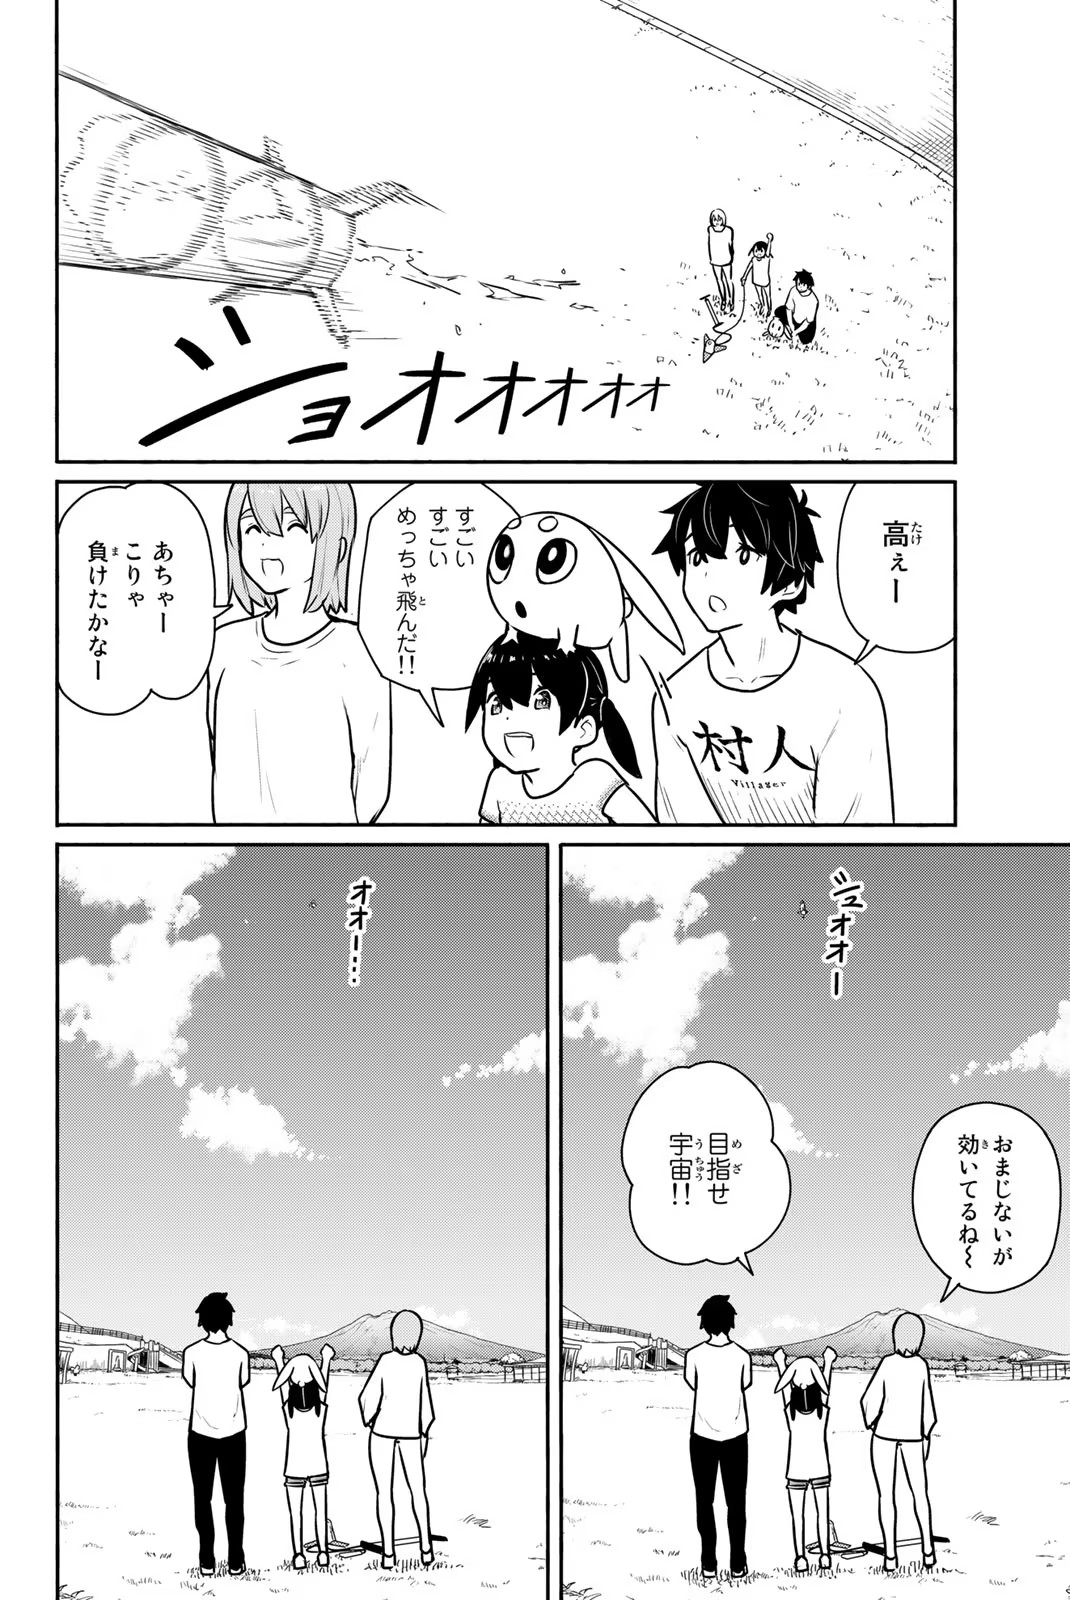 ショオオオオオ
高ぇー
すごい
すごい
めっちゃ飛んだ!!
村人
Villager
あちゃー
こりゃ
負けたかなー
シュオオー
おまじないが
効いてるね〜
目指せ
宇宙!!
オオー…